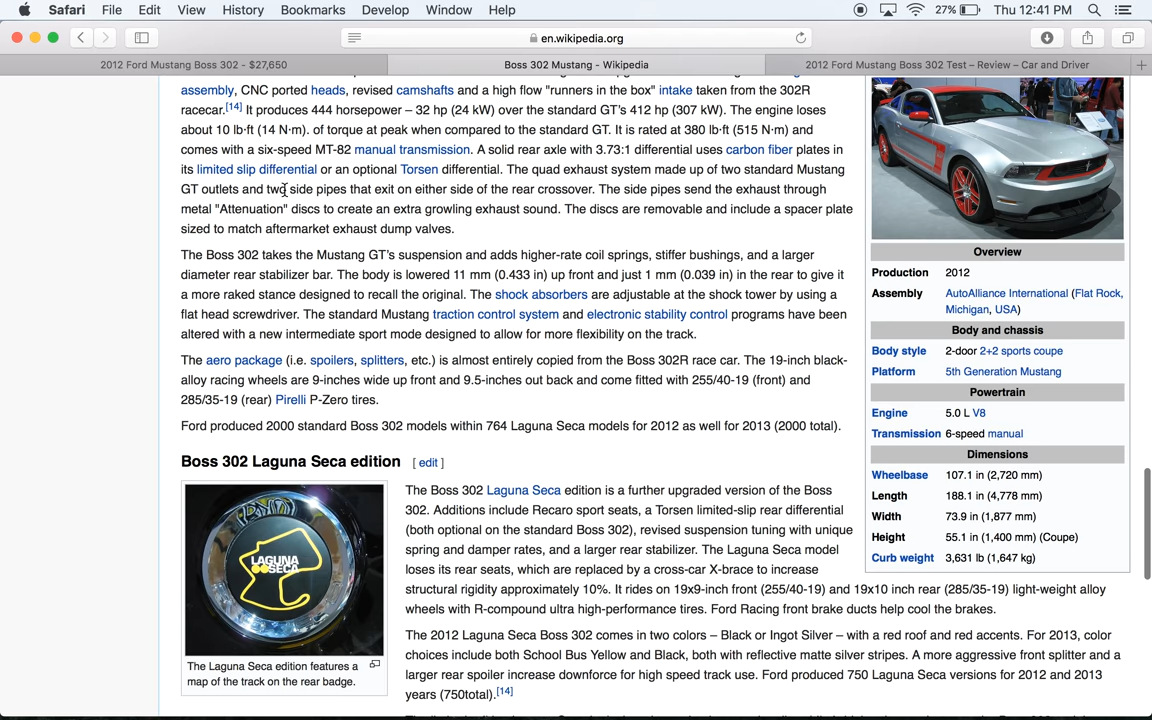 Safari File Edit View History Bookmarks Develop Window Help 27% Thu 12:41 PM
en.wikipedia.org
2012 Ford Mustang Boss 302 - $27,650
Boss 302 Mustang - Wikipedia
2012 Ford Mustang Boss 302 Test – Review – Car and Driver
assembly, CNC ported heads, revised camshafts and a high flow "runners in the box" intake taken from the 302R
racecar.[14] It produces 444 horsepower – 32 hp (24 kW) over the standard GT's 412 hp (307 kW). The engine loses
about 10 lb·ft (14 N·m). of torque at peak when compared to the standard GT. It is rated at 380 lb·ft (515 N·m) and
comes with a six-speed MT-82 manual transmission. A solid rear axle with 3.73:1 differential uses carbon fiber plates in
its limited slip differential or an optional Torsen differential. The quad exhaust system made up of two standard Mustang
GT outlets and two side pipes that exit on either side of the rear crossover. The side pipes send the exhaust through
metal "Attenuation" discs to create an extra growling exhaust sound. The discs are removable and include a spacer plate
sized to match aftermarket exhaust dump valves.
The Boss 302 takes the Mustang GT's suspension and adds higher-rate coil springs, stiffer bushings, and a larger
diameter rear stabilizer bar. The body is lowered 11 mm (0.433 in) up front and just 1 mm (0.039 in) in the rear to give it
a more raked stance designed to recall the original. The shock absorbers are adjustable at the shock tower by using a
flat head screwdriver. The standard Mustang traction control system and electronic stability control programs have been
altered with a new intermediate sport mode designed to allow for more flexibility on the track.
The aero package (i.e. spoilers, splitters, etc.) is almost entirely copied from the Boss 302R race car. The 19-inch black-
alloy racing wheels are 9-inches wide up front and 9.5-inches out back and come fitted with 255/40-19 (front) and
285/35-19 (rear) Pirelli P-Zero tires.
Ford produced 2000 standard Boss 302 models within 764 Laguna Seca models for 2012 as well for 2013 (2000 total).
Overview
Production 2012
Assembly AutoAlliance International (Flat Rock,
Michigan, USA)
Body and chassis
Body style 2-door 2+2 sports coupe
Platform 5th Generation Mustang
Powertrain
Engine 5.0 L V8
Transmission 6-speed manual
Dimensions
Wheelbase 107.1 in (2,720 mm)
Length 188.1 in (4,778 mm)
Width 73.9 in (1,877 mm)
Height 55.1 in (1,400 mm) (Coupe)
Curb weight 3,631 lb (1,647 kg)
Boss 302 Laguna Seca edition [ edit ]
LAGUNA
SECA
The Laguna Seca edition features a
map of the track on the rear badge.
The Boss 302 Laguna Seca edition is a further upgraded version of the Boss
302. Additions include Recaro sport seats, a Torsen limited-slip rear differential
(both optional on the standard Boss 302), revised suspension tuning with unique
spring and damper rates, and a larger rear stabilizer. The Laguna Seca model
loses its rear seats, which are replaced by a cross-car X-brace to increase
structural rigidity approximately 10%. It rides on 19x9-inch front (255/40-19) and 19x10 inch rear (285/35-19) light-weight alloy
wheels with R-compound ultra high-performance tires. Ford Racing front brake ducts help cool the brakes.
The 2012 Laguna Seca Boss 302 comes in two colors – Black or Ingot Silver – with a red roof and red accents. For 2013, color
choices include both School Bus Yellow and Black, both with reflective matte silver stripes. A more aggressive front splitter and a
larger rear spoiler increase downforce for high speed track use. Ford produced 750 Laguna Seca versions for 2012 and 2013
years (750total).[14]